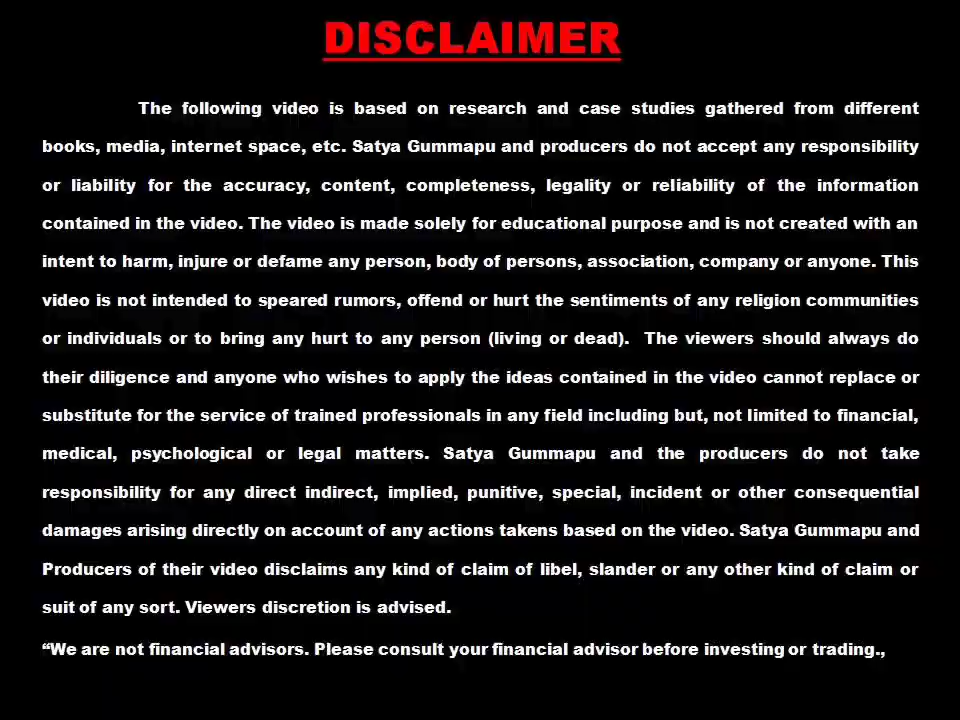 DISCLAIMER
The following video is based on research and case studies gathered from different
books, media, internet space, etc. Satya Gummapu and producers do not accept any responsibility
or liability for the accuracy, content, completeness, legality or reliability of the information
contained in the video. The video is made solely for educational purpose and is not created with an
intent to harm, injure or defame any person, body of persons, association, company or anyone. This
video is not intended to speared rumors, offend or hurt the sentiments of any religion communities
or individuals or to bring any hurt to any person (living or dead). The viewers should always do
their diligence and anyone who wishes to apply the ideas contained in the video cannot replace or
substitute for the service of trained professionals in any field including but, not limited to financial,
medical, psychological or legal matters. Satya Gummapu and the producers do not take
responsibility for any direct indirect, implied, punitive, special, incident or other consequential
damages arising directly on account of any actions takens based on the video. Satya Gummapu and
Producers of their video disclaims any kind of claim of libel, slander or any other kind of claim or
suit of any sort. Viewers discretion is advised.
“We are not financial advisors. Please consult your financial advisor before investing or trading.,